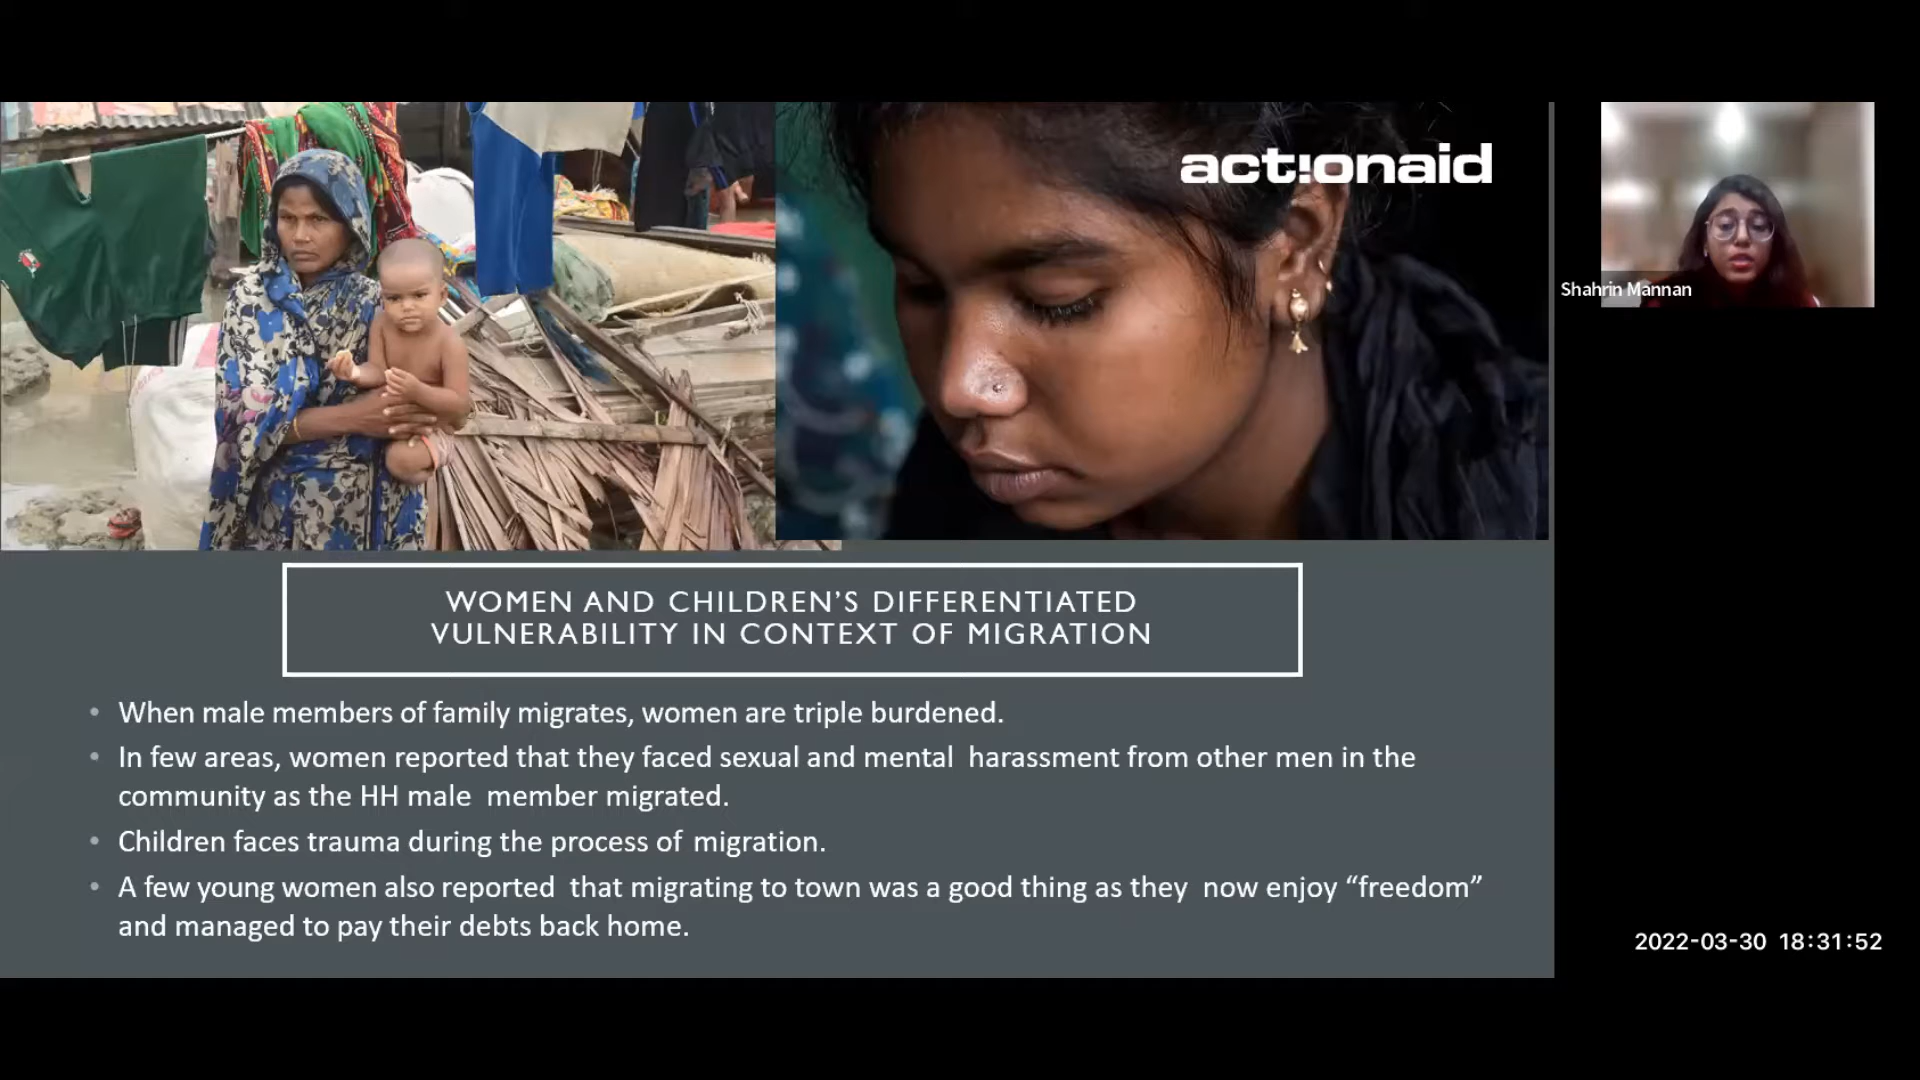 act!onaid
Shahrin Mannan
WOMEN AND CHILDREN'S DIFFERENTIATED
VULNERABILITY IN CONTEXT OF MIGRATION
• When male members of family migrates, women are triple burdened.
• In few areas, women reported that they faced sexual and mental  harassment from other men in the
community as the HH male  member migrated.
• Children faces trauma during the process of migration.
• A few young women also reported  that migrating to town was a good thing as they  now enjoy “freedom”
and managed to pay their debts back home.
2022-03-30 18:31:52